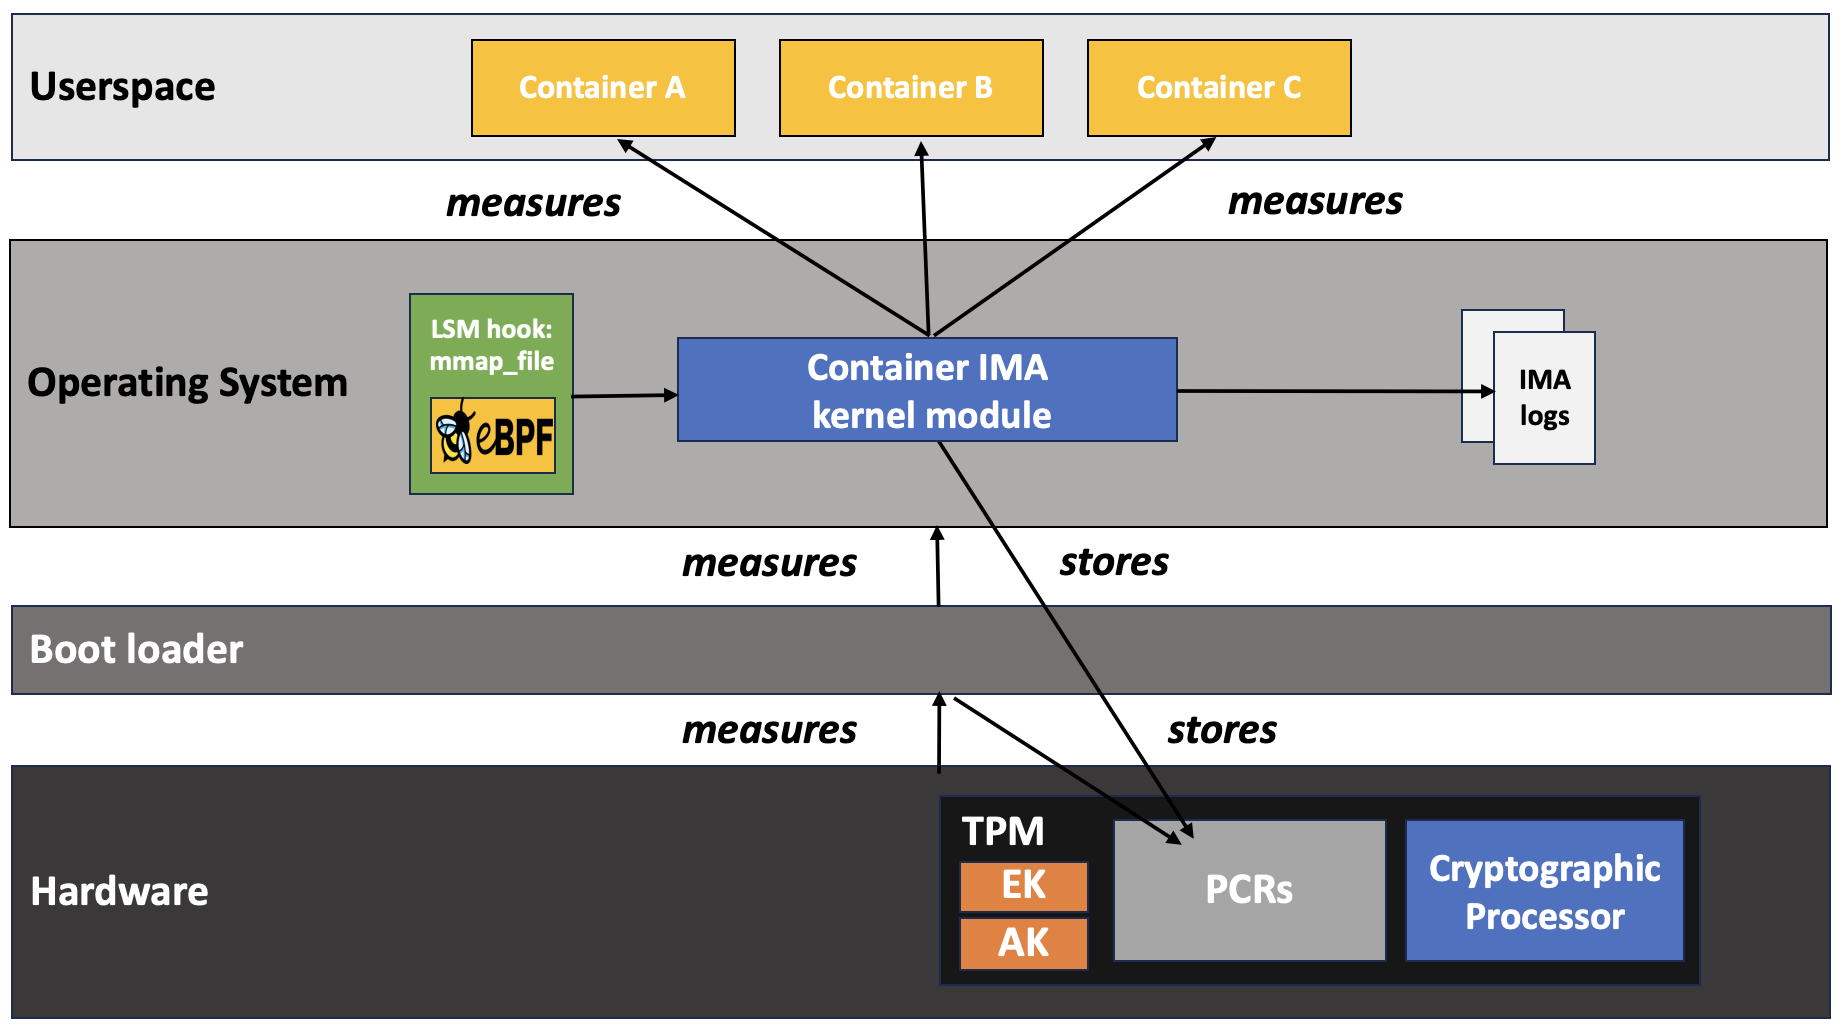 Userspace
Container A
Container B
Container C
measures
measures
Operating System
LSM hook:
mmap_file
eBPF
Container IMA
kernel module
IMA
logs
measures
stores
Boot loader
measures
stores
Hardware
TPM
EK
AK
PCRs
Cryptographic
Processor